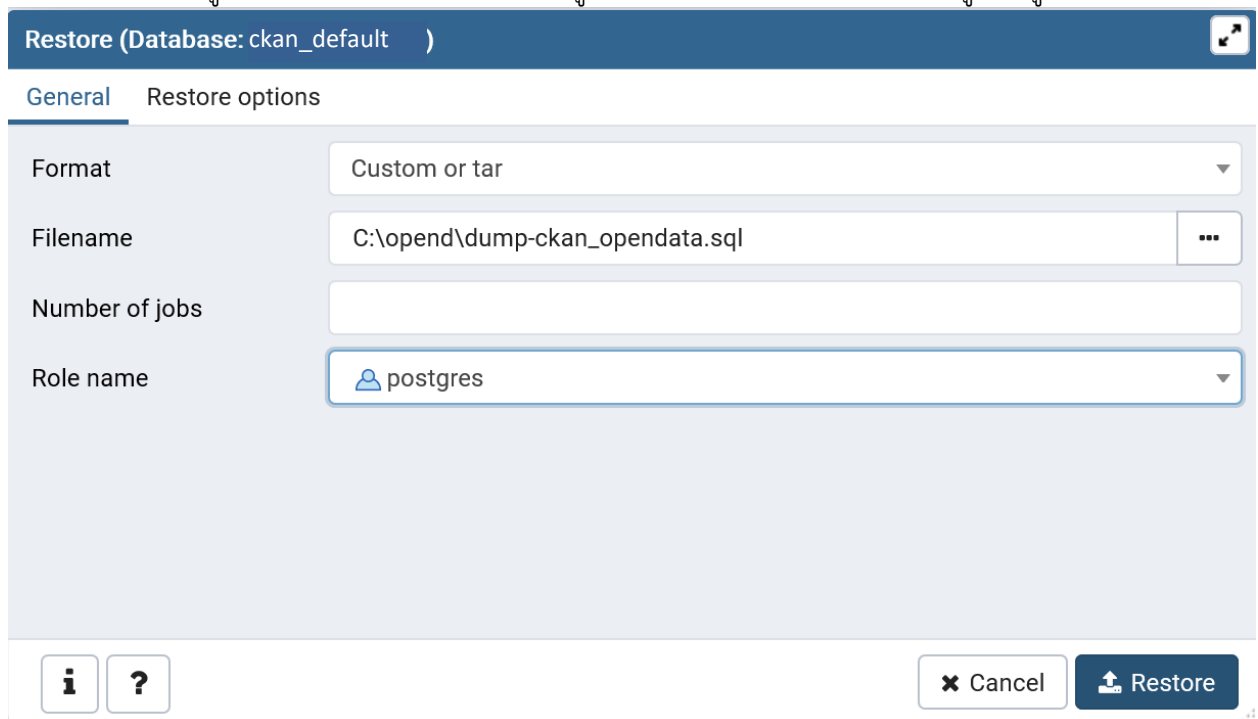 Restore (Database: ckan_default )
General Restore options
Format Custom or tar
Filename C:\opend\dump-ckan_opendata.sql
Number of jobs
Role name postgres
i ? Cancel Restore